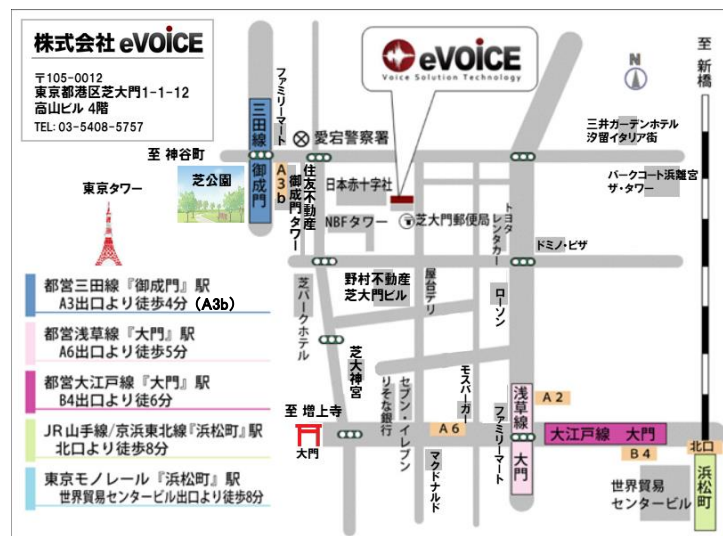 株式会社 eVOiCE
〒105-0012
東京都港区芝大門1-1-12
高山ビル 4階
TEL: 03-5408-5757
eVOiCE
Voice Solution Technology
至 新橋
N
ファミリーマート
三田線
御成門
A3b
愛宕警察署
至 神谷町
芝公園
東京タワー
住友不動産
御成門タワー
日本赤十字社
NBFタワー
芝大門郵便局
トヨタ
レンタカー
三井ガーデンホテル
汐留イタリア街
パークコート浜離宮
ザ・タワー
ドミノ・ピザ
都営三田線『御成門』駅
A3出口より徒歩4分 (A3b)
都営浅草線『大門』駅
A6出口より徒歩5分
都営大江戸線『大門』駅
B4出口より徒6分
JR山手線/京浜東北線『浜松町』駅
北口より徒歩8分
東京モノレール『浜松町』駅
世界貿易センタービル出口より徒歩8分
芝パークホテル
野村不動産
芝大門ビル
屋台デリ
ローソン
芝大神宮
りそな銀行
セブン・イレブン
モスバーガー
ファミリーマート
マクドナルド
至 増上寺
大門
A6
浅草線
大門
A2
大江戸線 大門
B4
北口
浜松町
世界貿易
センタービル